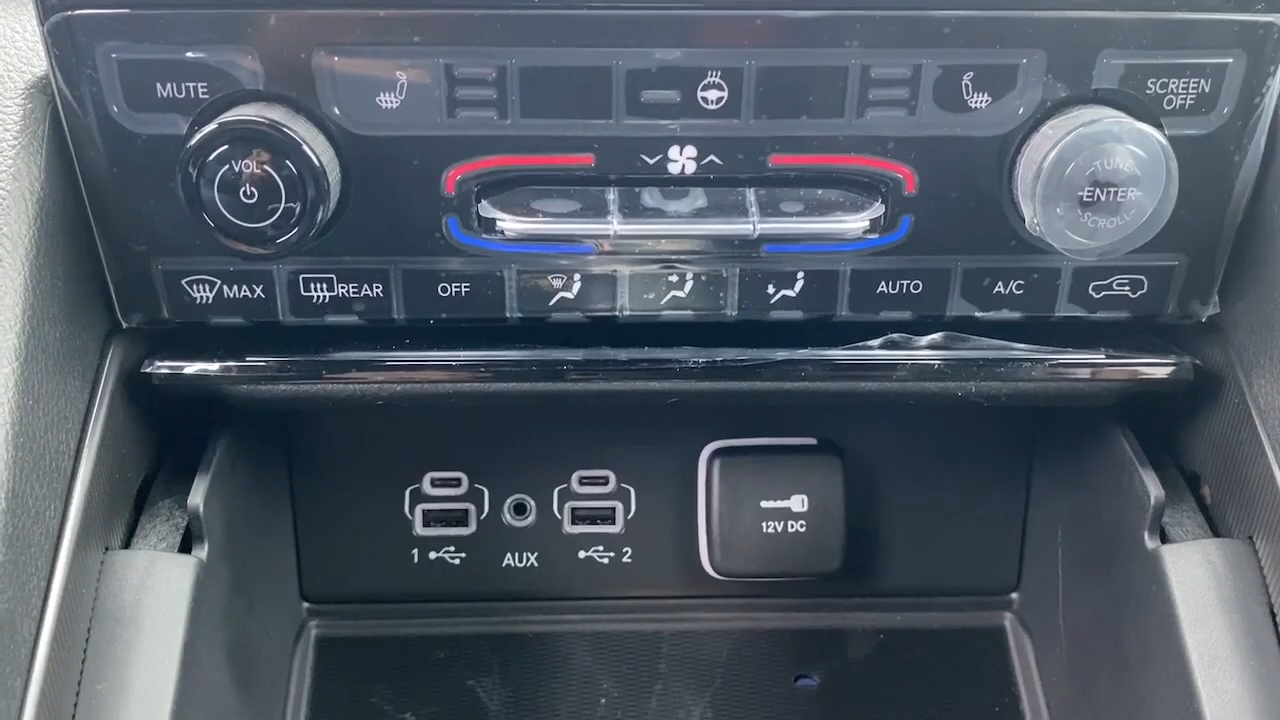 MUTE
SCREEN
OFF
VOL
TUNE
ENTER
SCROLL
MAX
REAR
OFF
AUTO
A/C
12V DC
1
AUX
2